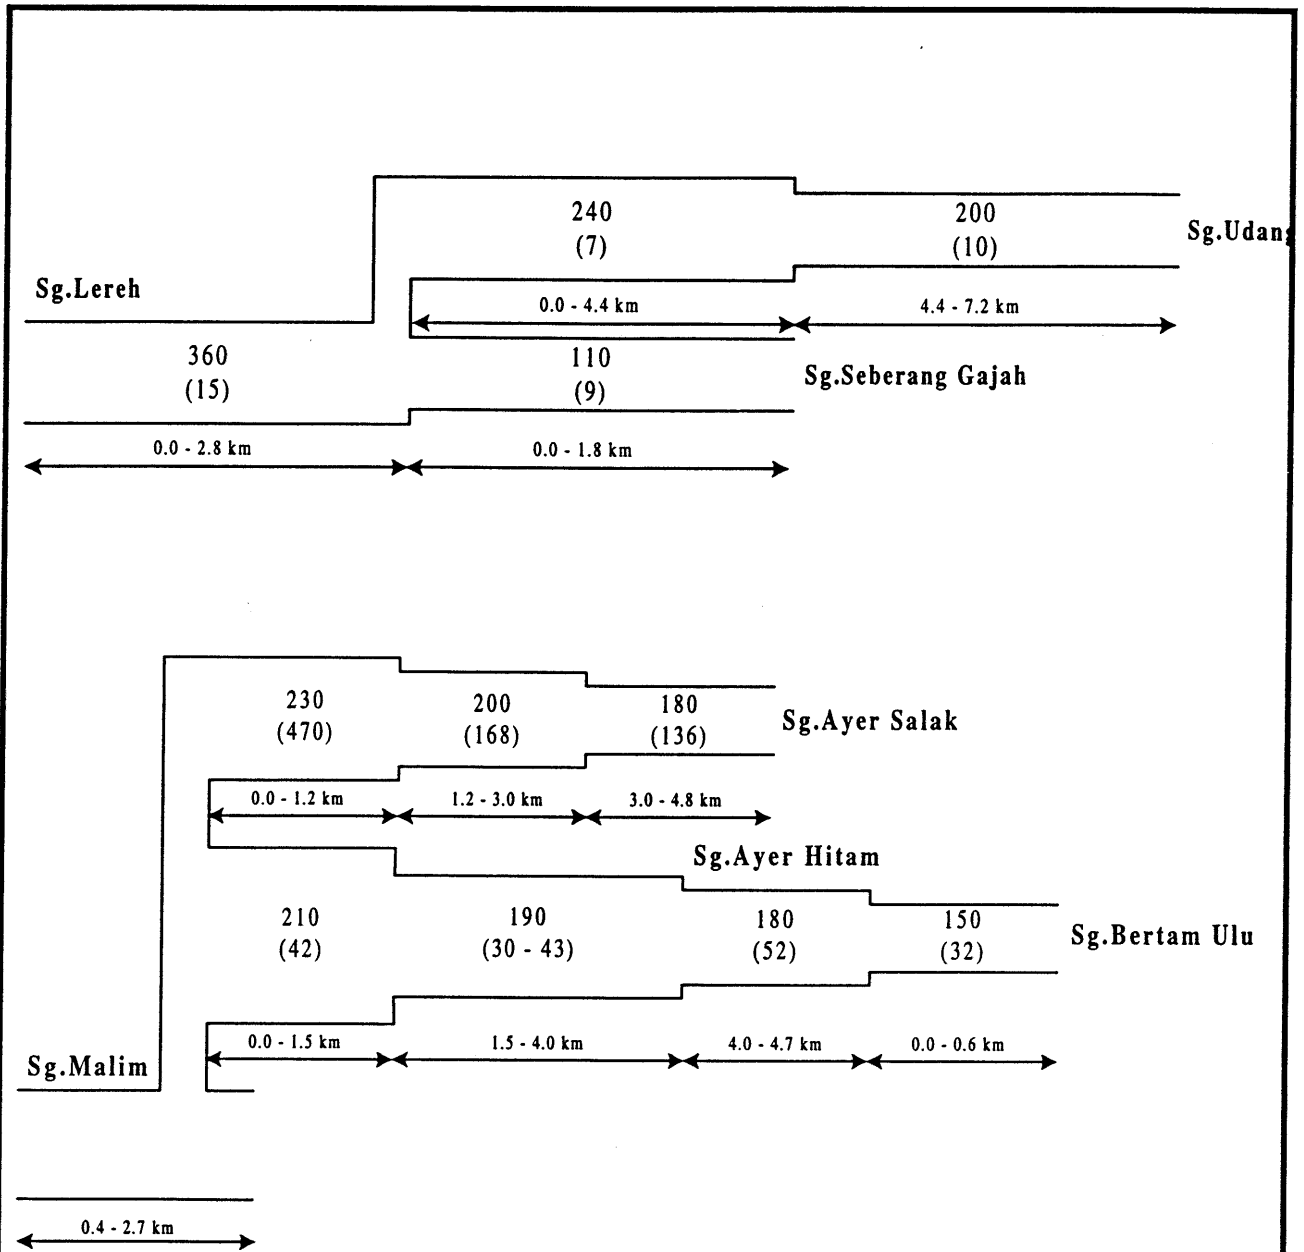 240
(7)
200
(10)
Sg.Udang
Sg.Lereh
0.0 - 4.4 km
4.4 - 7.2 km
360
(15)
110
(9)
Sg.Seberang Gajah
0.0 - 2.8 km
0.0 - 1.8 km
230
(470)
200
(168)
180
(136)
Sg.Ayer Salak
0.0 - 1.2 km
1.2 - 3.0 km
3.0 - 4.8 km
Sg.Ayer Hitam
210
(42)
190
(30 - 43)
180
(52)
150
(32)
Sg.Bertam Ulu
0.0 - 1.5 km
1.5 - 4.0 km
4.0 - 4.7 km
0.0 - 0.6 km
Sg.Malim
0.4 - 2.7 km